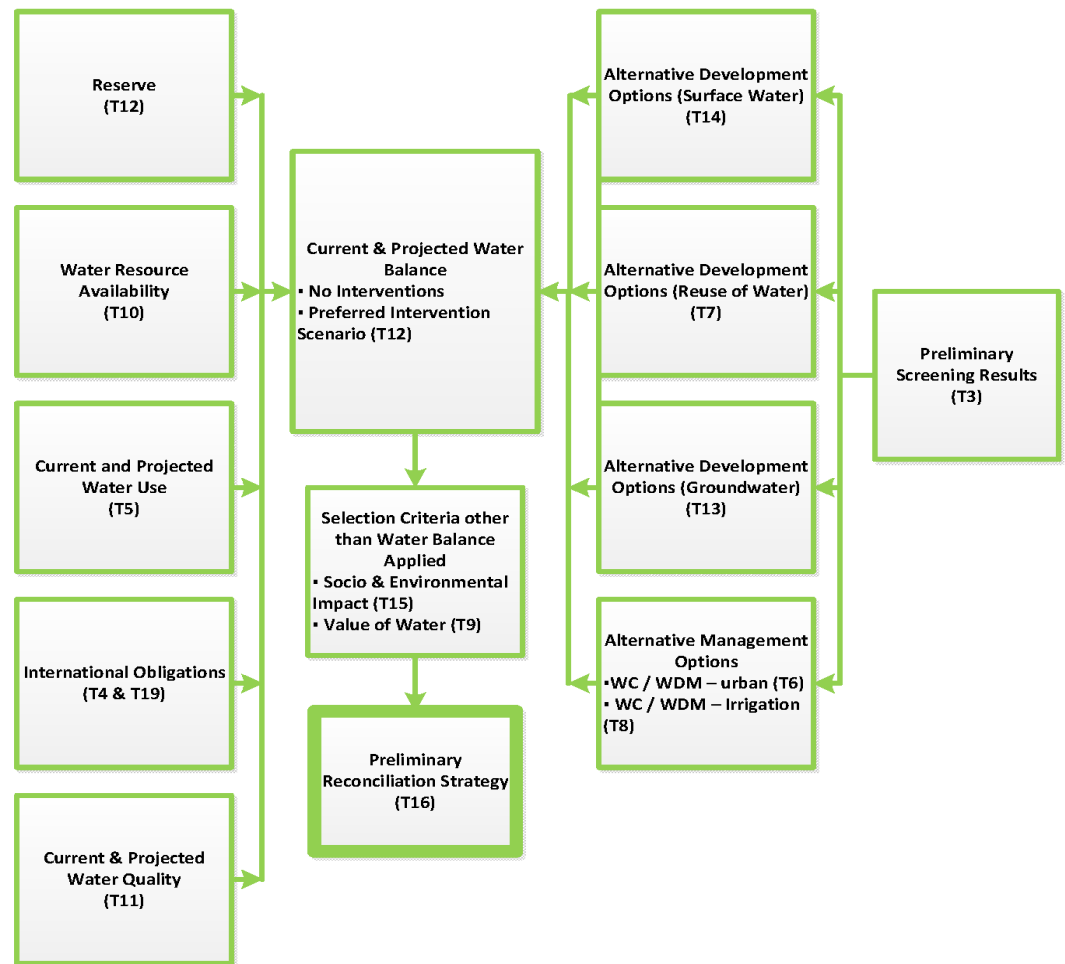 Reserve
(T12)
Water Resource
Availability
(T10)
Current and Projected
Water Use
(T5)
International Obligations
(T4 & T19)
Current & Projected
Water Quality
(T11)
Current & Projected Water
Balance
▪ No Interventions
▪ Preferred Intervention
Scenario (T12)
Selection Criteria other
than Water Balance
Applied
▪ Socio & Environmental
Impact (T15)
▪ Value of Water (T9)
Preliminary
Reconciliation Strategy
(T16)
Alternative Development
Options (Surface Water)
(T14)
Alternative Development
Options (Reuse of Water)
(T7)
Alternative Development
Options (Groundwater)
(T13)
Alternative Management
Options
▪WC / WDM – urban (T6)
▪ WC / WDM – Irrigation
(T8)
Preliminary
Screening Results
(T3)